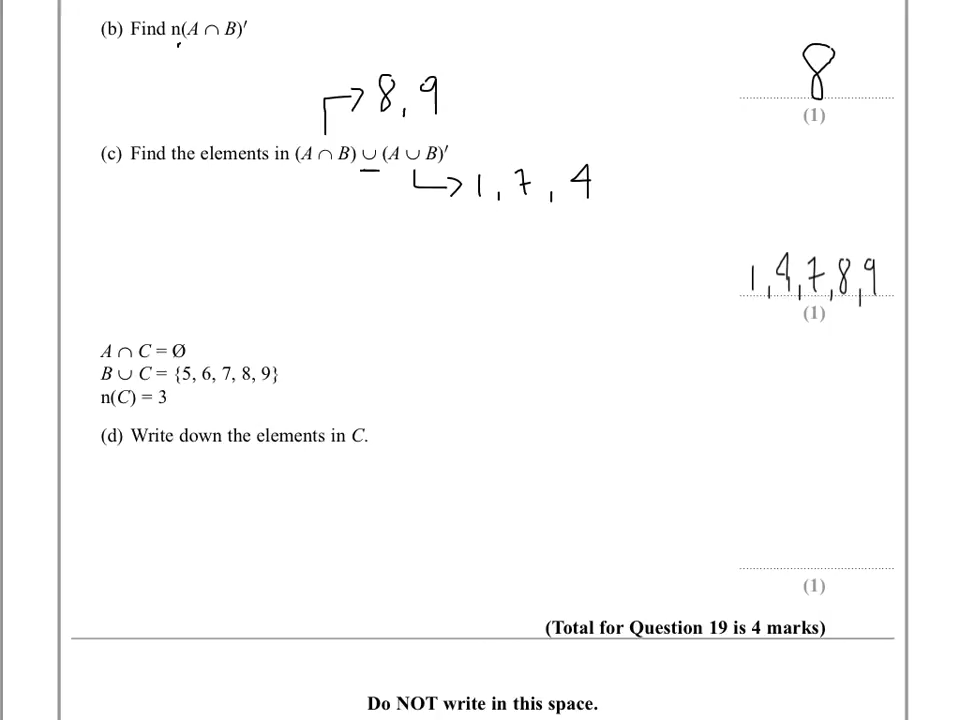 (b) Find n(A ∩ B)′
8
(1)
8, 9
(c) Find the elements in (A ∩ B) ∪ (A ∪ B)′
1, 7, 4
1,4,7,8,9
(1)
A ∩ C = Ø
B ∪ C = {5, 6, 7, 8, 9}
n(C) = 3
(d) Write down the elements in C.
(1)
(Total for Question 19 is 4 marks)
Do NOT write in this space.